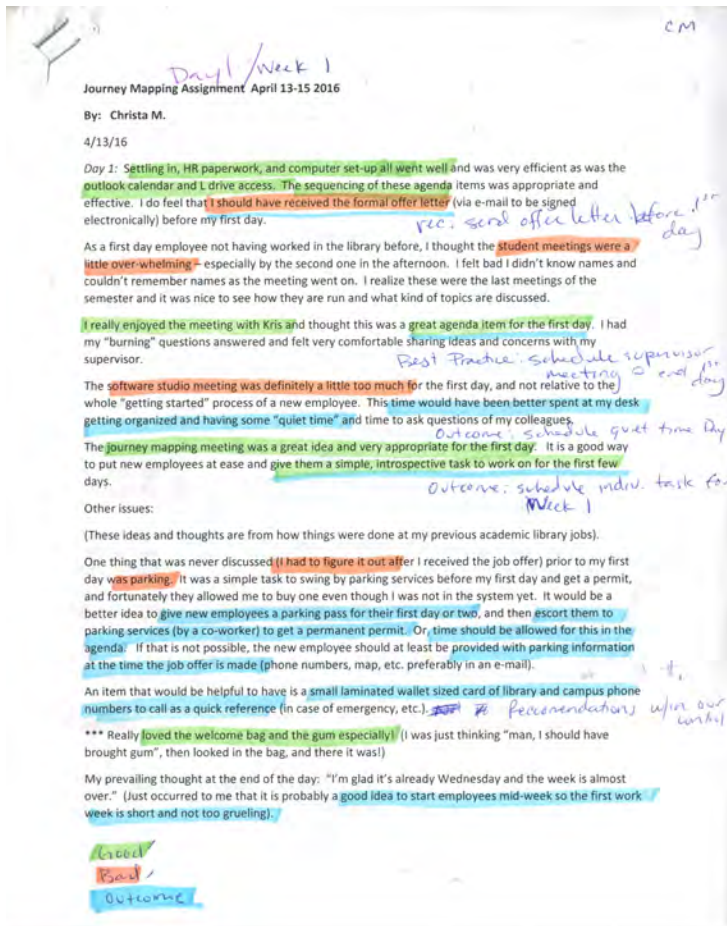 CM
Day 1 / Week 1
Journey Mapping Assignment April 13-15 2016
By: Christa M.
4/13/16
Day 1: Settling in, HR paperwork, and computer set-up all went well and was very efficient as was the
outlook calendar and L drive access. The sequencing of these agenda items was appropriate and
effective. I do feel that I should have received the formal offer letter (via e-mail to be signed
electronically) before my first day.
rec: send offer letter before 1st
day
As a first day employee not having worked in the library before, I thought the student meetings were a
little over-whelming – especially by the second one in the afternoon. I felt bad I didn't know names and
couldn't remember names as the meeting went on. I realize these were the last meetings of the
semester and it was nice to see how they are run and what kind of topics are discussed.
I really enjoyed the meeting with Kris and thought this was a great agenda item for the first day. I had
my "burning" questions answered and felt very comfortable sharing ideas and concerns with my
supervisor.
Best Practice: schedule supervisor
meeting @ end 1st
day
The software studio meeting was definitely a little too much for the first day, and not relative to the
whole "getting started" process of a new employee. This time would have been better spent at my desk
getting organized and having some "quiet time" and time to ask questions of my colleagues.
Outcome: schedule quiet time Day
The journey mapping meeting was a great idea and very appropriate for the first day. It is a good way
to put new employees at ease and give them a simple, introspective task to work on for the first few
days.
Outcome: schedule indiv. task for
Week 1
Other issues:
(These ideas and thoughts are from how things were done at my previous academic library jobs).
One thing that was never discussed (I had to figure it out after I received the job offer) prior to my first
day was parking. It was a simple task to swing by parking services before my first day and get a permit,
and fortunately they allowed me to buy one even though I was not in the system yet. It would be a
better idea to give new employees a parking pass for their first day or two, and then escort them to
parking services (by a co-worker) to get a permanent permit. Or, time should be allowed for this in the
agenda. If that is not possible, the new employee should at least be provided with parking information
at the time the job offer is made (phone numbers, map, etc. preferably in an e-mail).
An item that would be helpful to have is a small laminated wallet sized card of library and campus phone
numbers to call as a quick reference (in case of emergency, etc.).
Reccomendations w/in our
control
*** Really loved the welcome bag and the gum especially! (I was just thinking "man, I should have
brought gum", then looked in the bag, and there it was!)
My prevailing thought at the end of the day: "I'm glad it's already Wednesday and the week is almost
over." (Just occurred to me that it is probably a good idea to start employees mid-week so the first work
week is short and not too grueling).
Good
Bad
Outcome